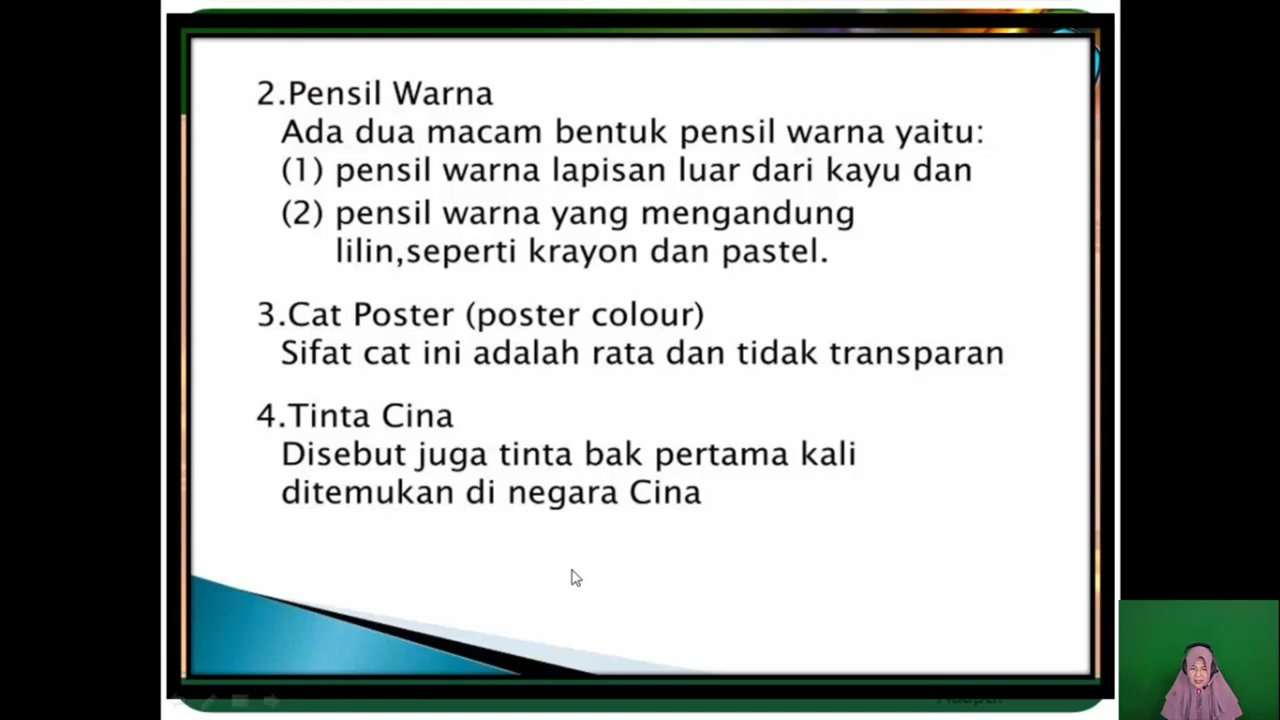 2.Pensil Warna
Ada dua macam bentuk pensil warna yaitu:
(1) pensil warna lapisan luar dari kayu dan
(2) pensil warna yang mengandung
lilin,seperti krayon dan pastel.
3.Cat Poster (poster colour)
Sifat cat ini adalah rata dan tidak transparan
4.Tinta Cina
Disebut juga tinta bak pertama kali
ditemukan di negara Cina